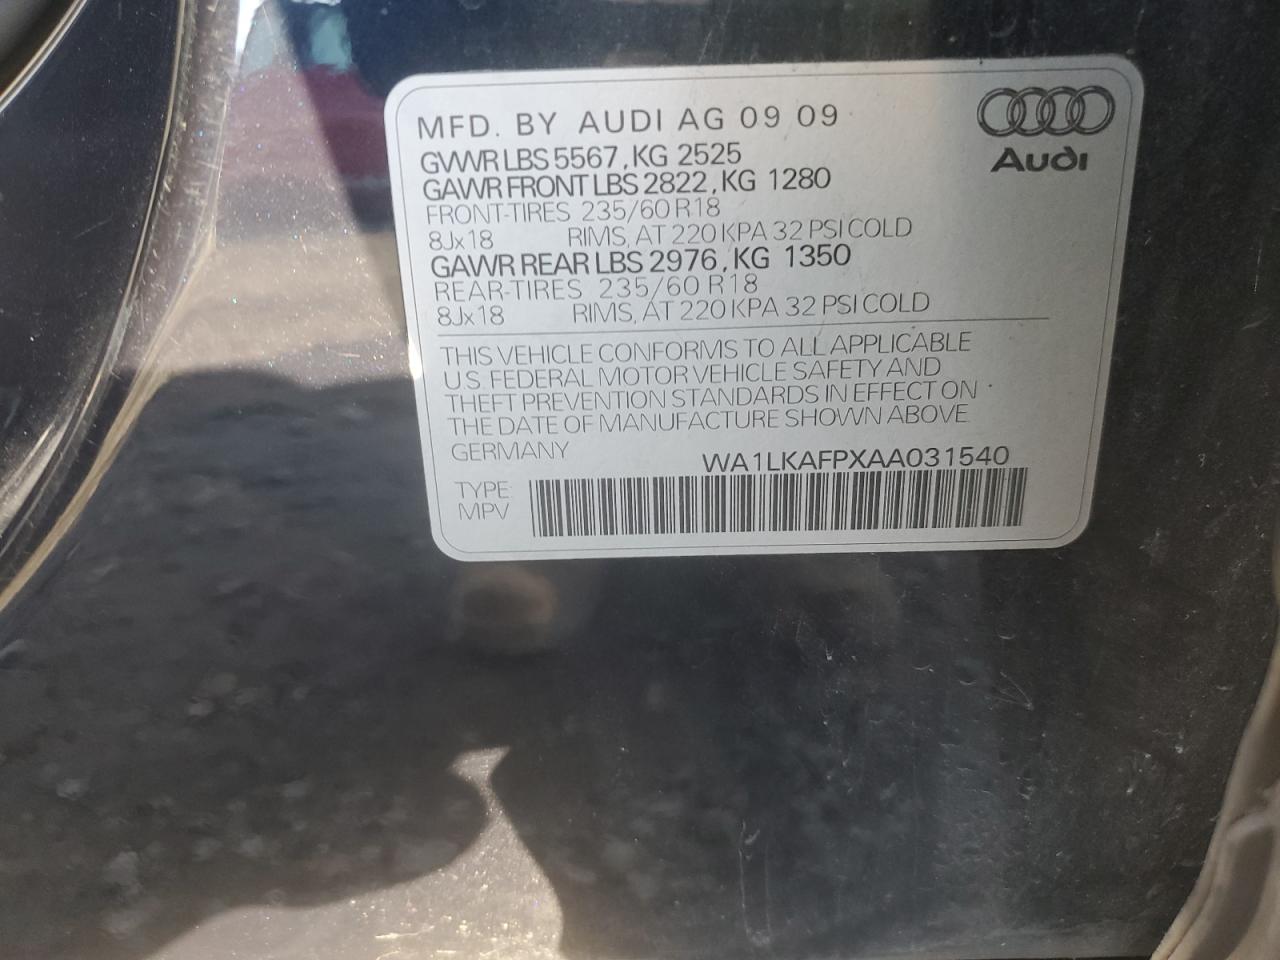 MFD. BY AUDI AG 09 09
Audi
GVWR LBS 5567, KG 2525
GAWR FRONT LBS 2822, KG 1280
FRONT-TIRES 235/60 R18
8Jx18 RIMS, AT 220 KPA 32 PSI COLD
GAWR REAR LBS 2976, KG 1350
REAR-TIRES 235/60 R18
8Jx18 RIMS, AT 220 KPA 32 PSI COLD
THIS VEHICLE CONFORMS TO ALL APPLICABLE
U.S. FEDERAL MOTOR VEHICLE SAFETY AND
THEFT PREVENTION STANDARDS IN EFFECT ON
THE DATE OF MANUFACTURE SHOWN ABOVE.
GERMANY
WA1LKAFPXAA031540
TYPE:
MPV